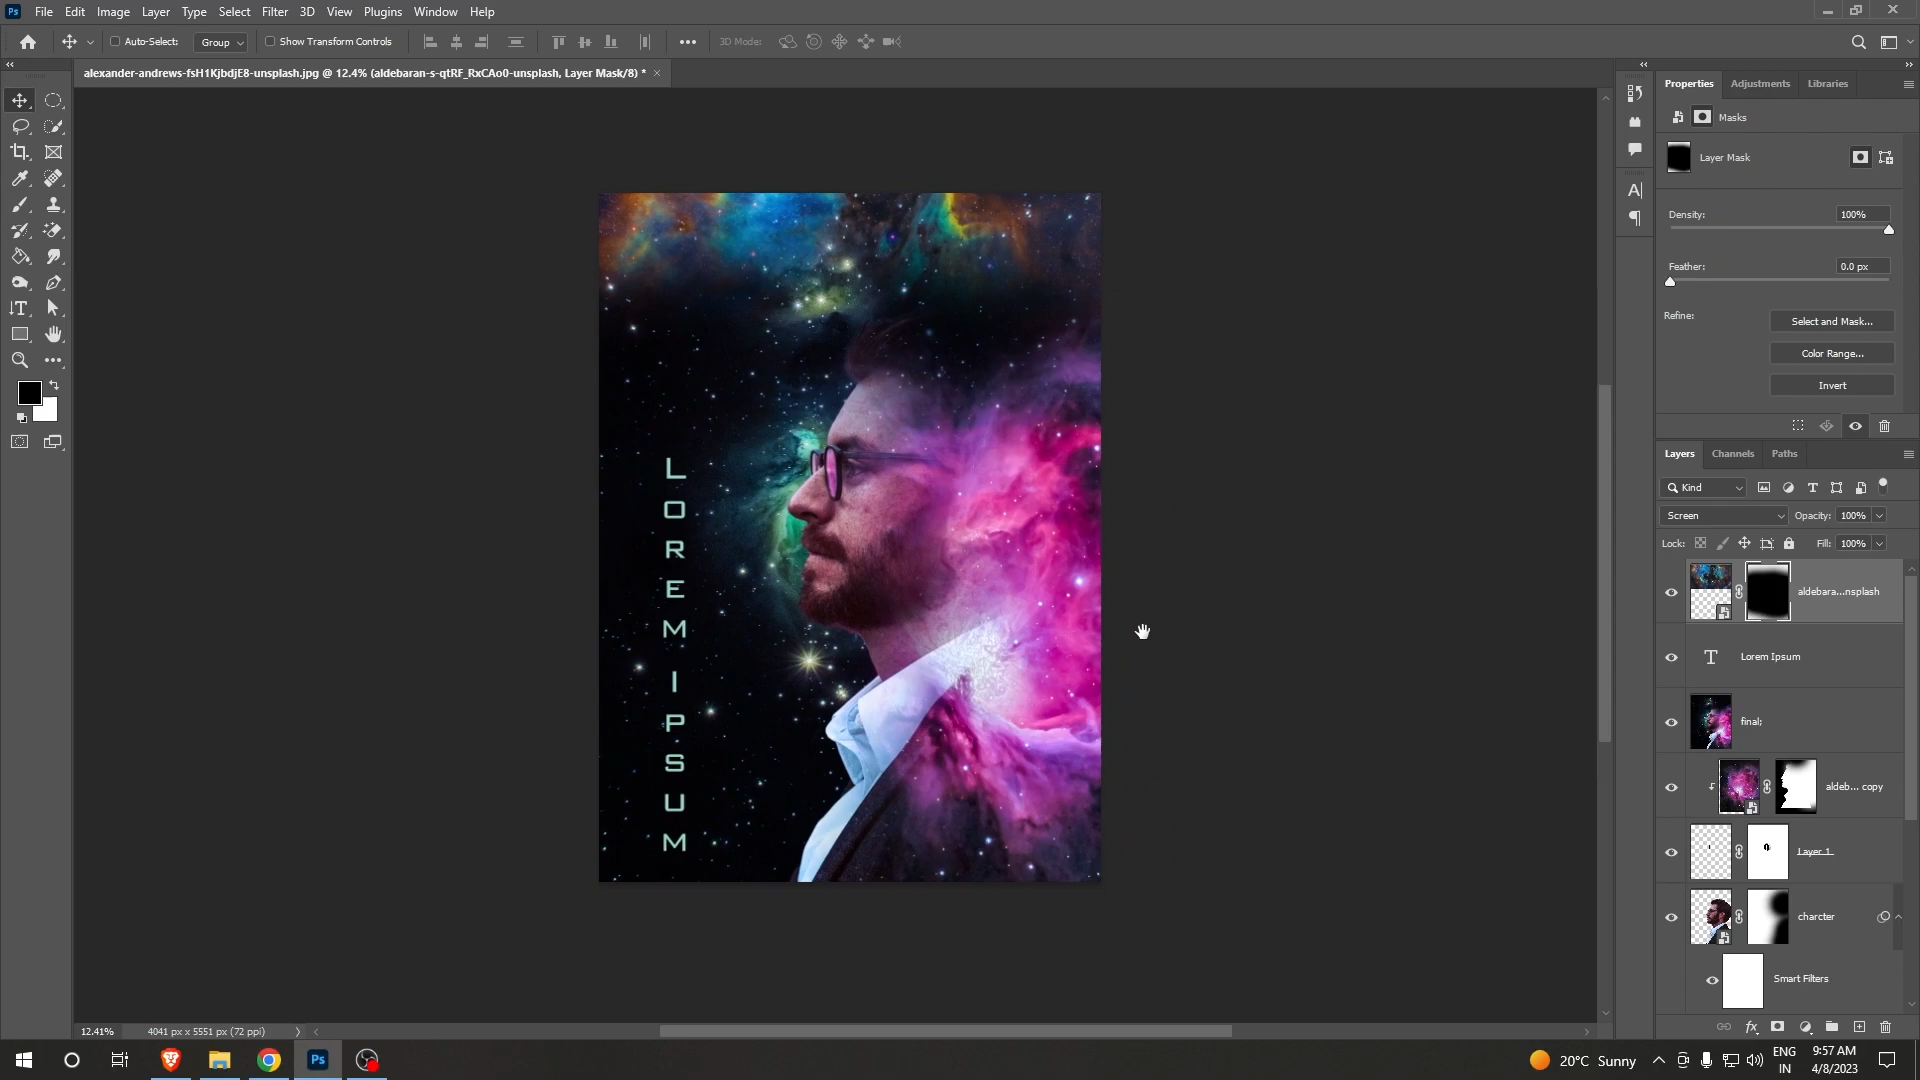 Ps File Edit Image Layer Type Select Filter 3D View Plugins Window Help
Auto-Select: Group Show Transform Controls 3D Mode:
alexander-andrews-fsH1KjbdjE8-unsplash.jpg @ 12.4% (aldebaran-s-qtRF_RxCAo0-unsplash, Layer Mask/8) *
Properties Adjustments Libraries
Masks
Layer Mask
Density: 100%
Feather: 0.0 px
Refine: Select and Mask...
Color Range...
Invert
Layers Channels Paths
Kind
Screen Opacity: 100%
Lock: Fill: 100%
aldebara...nsplash
Lorem Ipsum
final;
aldeb... copy
Layer 1
charcter
Smart Filters
LOREM IPSUM
12.41% 4041 px x 5551 px (72 ppi)
Ps 20°C Sunny ENG IN 9:57 AM 4/8/2023